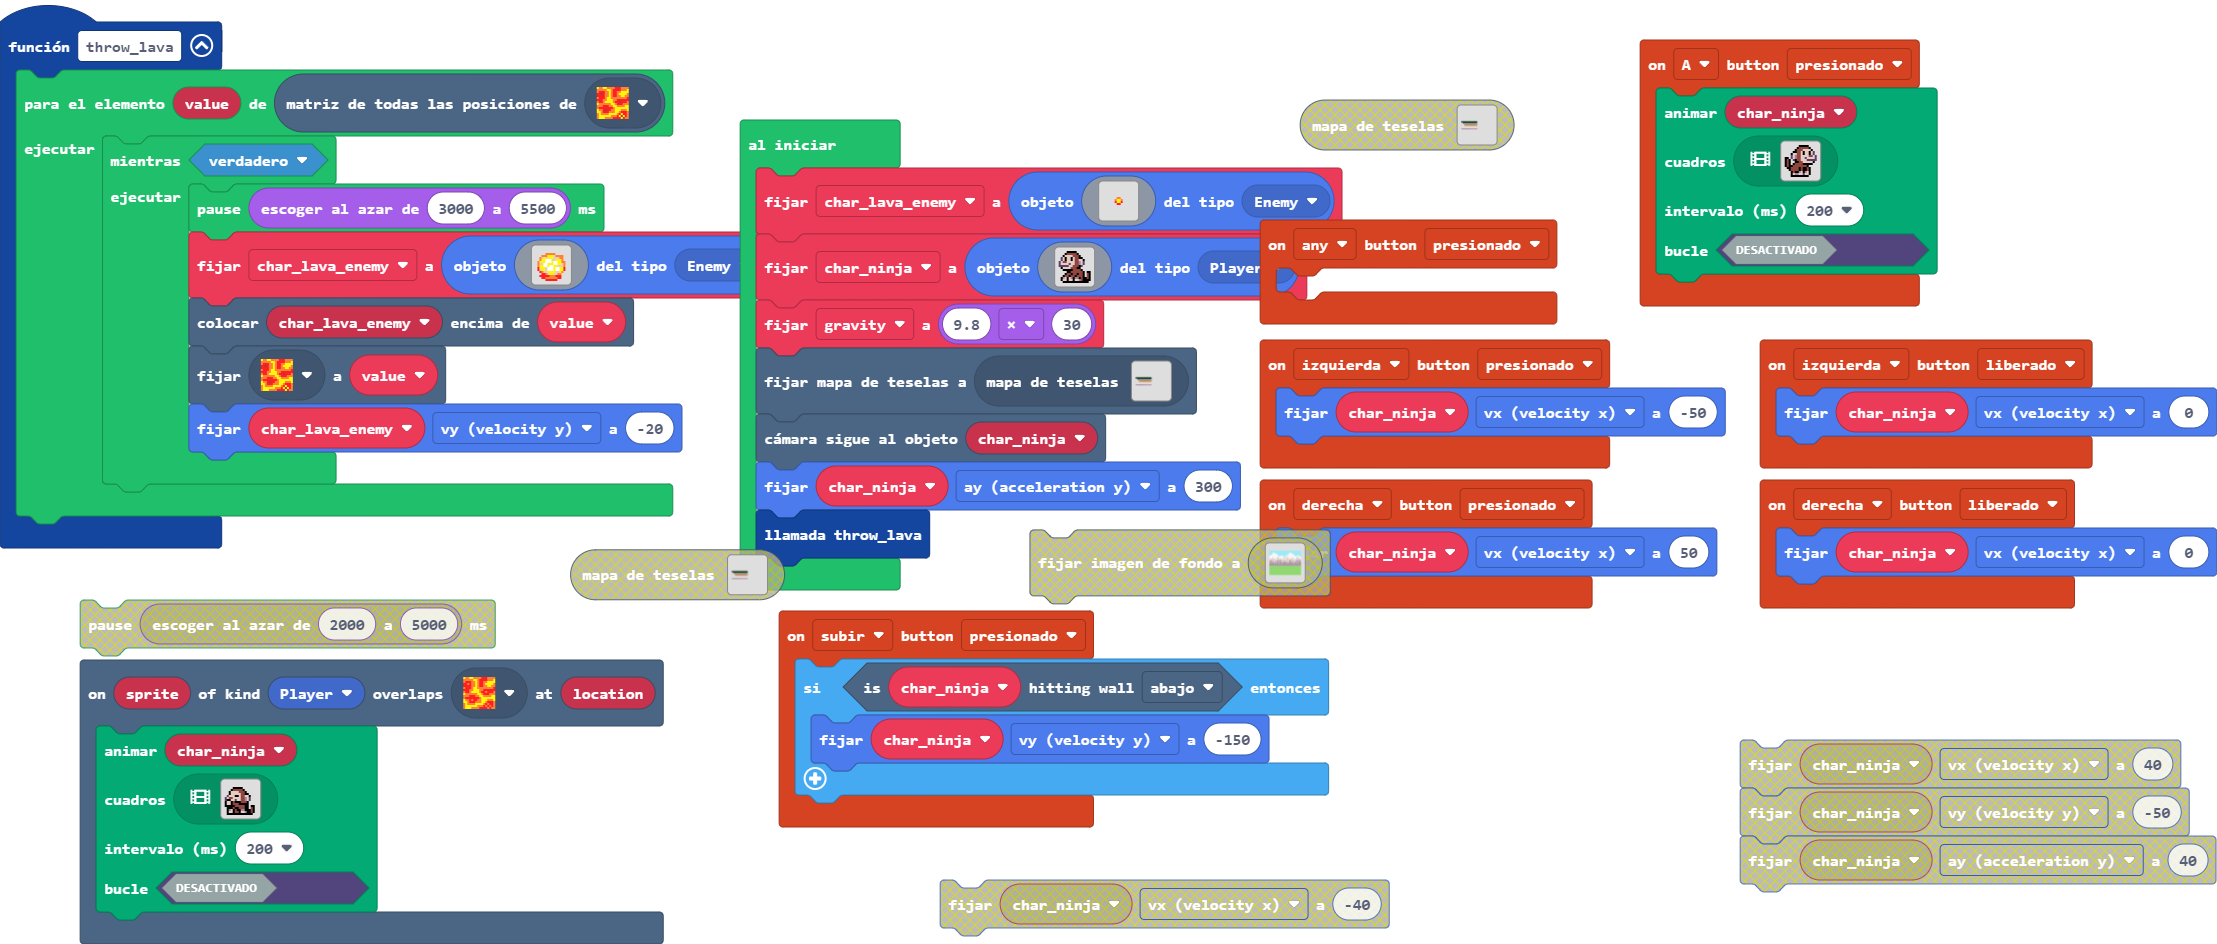 función throw_lava
para el elemento value de matriz de todas las posiciones de
ejecutar
mientras verdadero
ejecutar
pause escoger al azar de 3000 a 5500 ms
fijar char_lava_enemy a objeto del tipo Enemy
colocar char_lava_enemy encima de value
fijar a value
fijar char_lava_enemy vy (velocity y) a -20
al iniciar
fijar char_lava_enemy a objeto del tipo Enemy
fijar char_ninja a objeto del tipo Player
fijar gravity a 9.8 × 30
fijar mapa de teselas a mapa de teselas
cámara sigue al objeto char_ninja
fijar char_ninja ay (acceleration y) a 300
llamada throw_lava
mapa de teselas
on any button presionado
on A button presionado
animar char_ninja
cuadros
intervalo (ms) 200
bucle DESACTIVADO
on izquierda button presionado
fijar char_ninja vx (velocity x) a -50
on izquierda button liberado
fijar char_ninja vx (velocity x) a 0
on derecha button presionado
char_ninja vx (velocity x) a 50
on derecha button liberado
fijar char_ninja vx (velocity x) a 0
fijar imagen de fondo a
mapa de teselas
pause escoger al azar de 2000 a 5000 ms
on sprite of kind Player overlaps at location
animar char_ninja
cuadros
intervalo (ms) 200
bucle DESACTIVADO
on subir button presionado
si is char_ninja hitting wall abajo entonces
fijar char_ninja vy (velocity y) a -150
fijar char_ninja vx (velocity x) a 40
fijar char_ninja vy (velocity y) a -50
fijar char_ninja ay (acceleration y) a 40
fijar char_ninja vx (velocity x) a -40